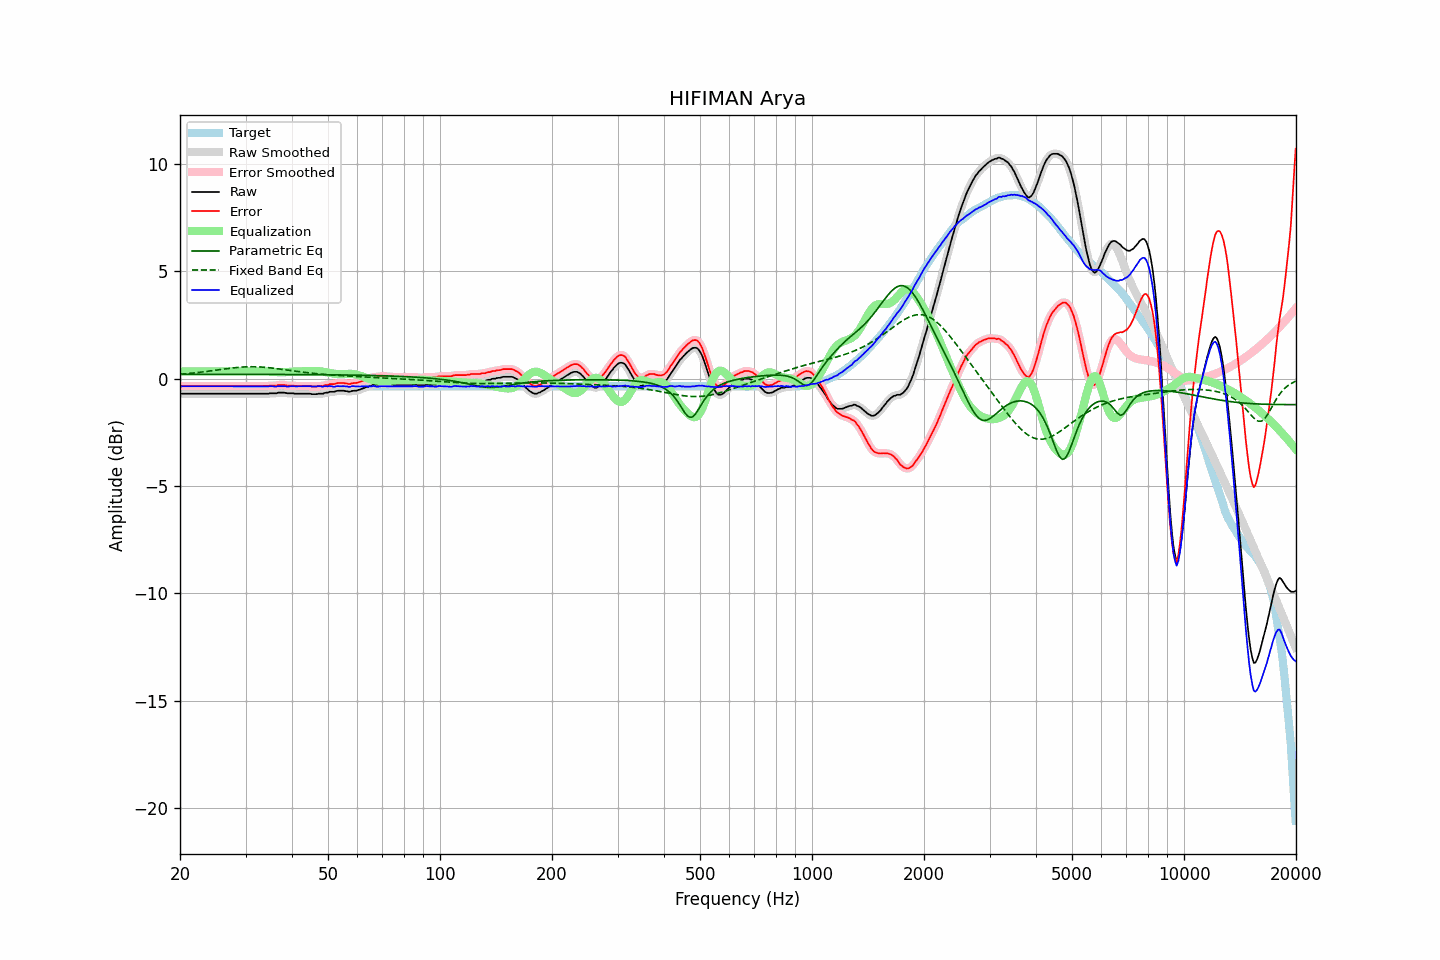 HIFIMAN Arya
Target
Raw Smoothed
Error Smoothed
Raw
Error
Equalization
Parametric Eq
Fixed Band Eq
Equalized
10
5
0
−5
−10
−15
−20
Amplitude (dBr)
20 50 100 200 500 1000 2000 5000 10000 20000
Frequency (Hz)